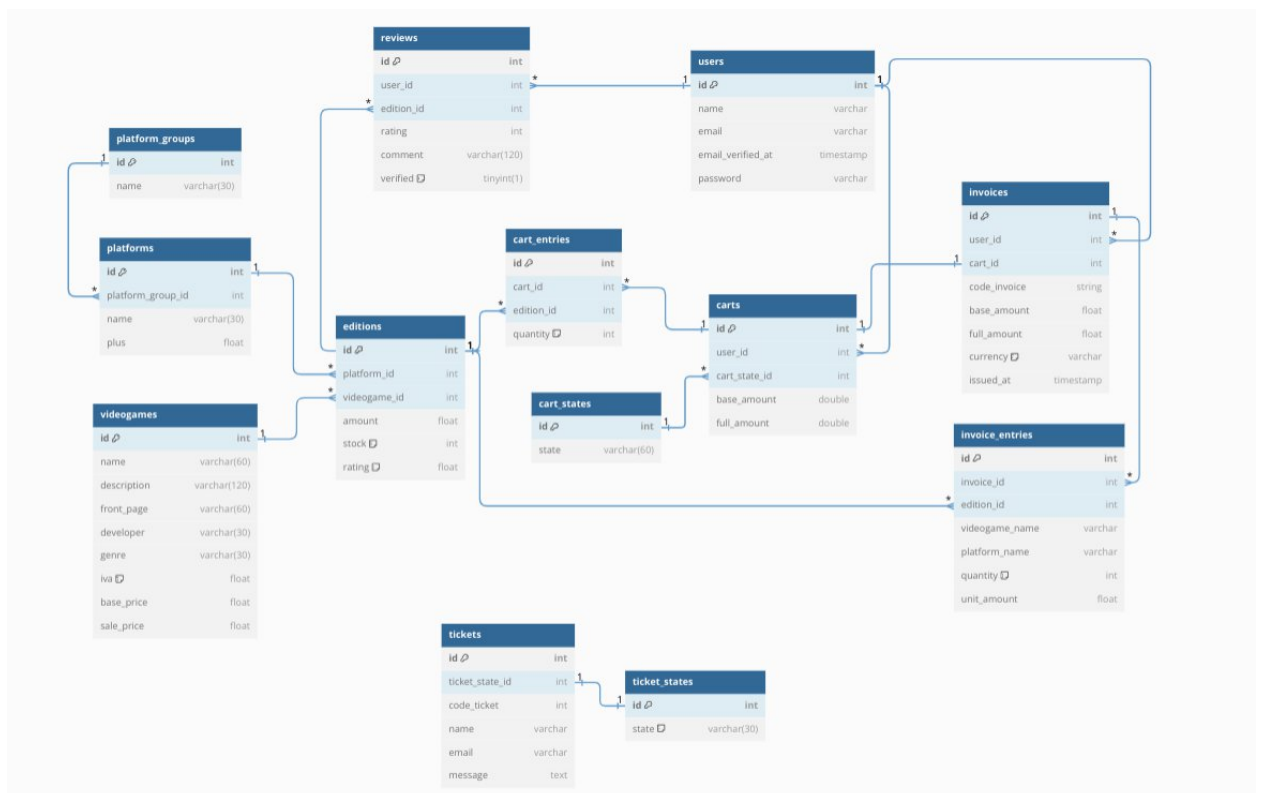 reviews
id int
user_id int
edition_id int
rating int
comment varchar(120)
verified tinyint(1)
users
id int
name varchar
email varchar
email_verified_at timestamp
password varchar
platform_groups
id int
name varchar(30)
platforms
id int
platform_group_id int
name varchar(30)
plus float
videogames
id int
name varchar(60)
description varchar(120)
front_page varchar(60)
developer varchar(30)
genre varchar(30)
iva float
base_price float
sale_price float
editions
id int
platform_id int
videogame_id int
amount float
stock int
rating float
cart_entries
id int
cart_id int
edition_id int
quantity int
cart_states
id int
state varchar(60)
carts
id int
user_id int
cart_state_id int
base_amount double
full_amount double
invoices
id int
user_id int
cart_id int
code_invoice string
base_amount float
full_amount float
currency varchar
issued_at timestamp
invoice_entries
id int
invoice_id int
edition_id int
videogame_name varchar
platform_name varchar
quantity int
unit_amount float
tickets
id int
ticket_state_id int
code_ticket int
name varchar
email varchar
message text
ticket_states
id int
state varchar(30)